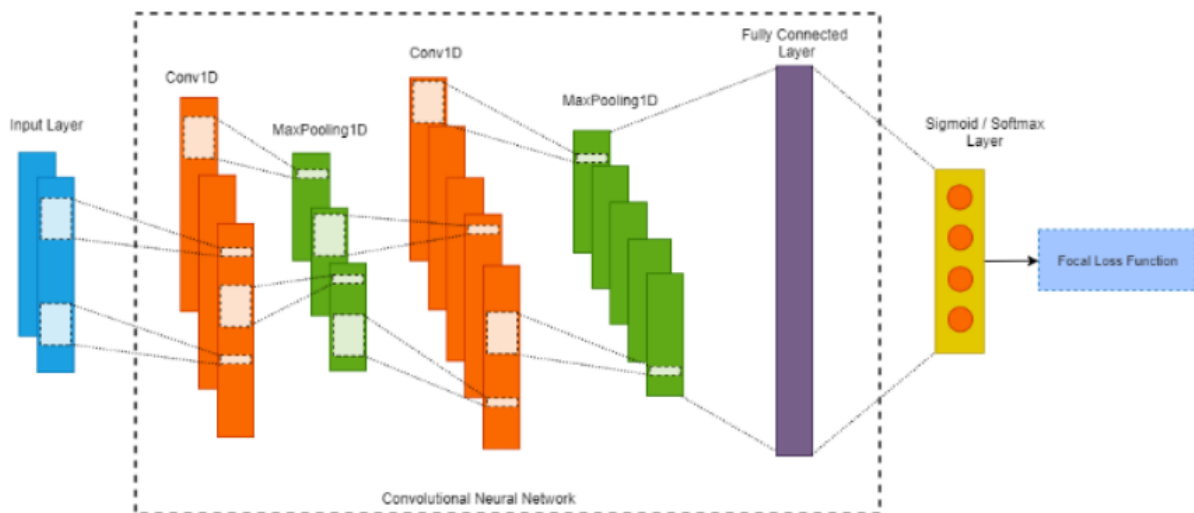 Input Layer
Conv1D
MaxPooling1D
Conv1D
MaxPooling1D
Fully Connected
Layer
Sigmoid / Softmax
Layer
Focal Loss Function
Convolutional Neural Network